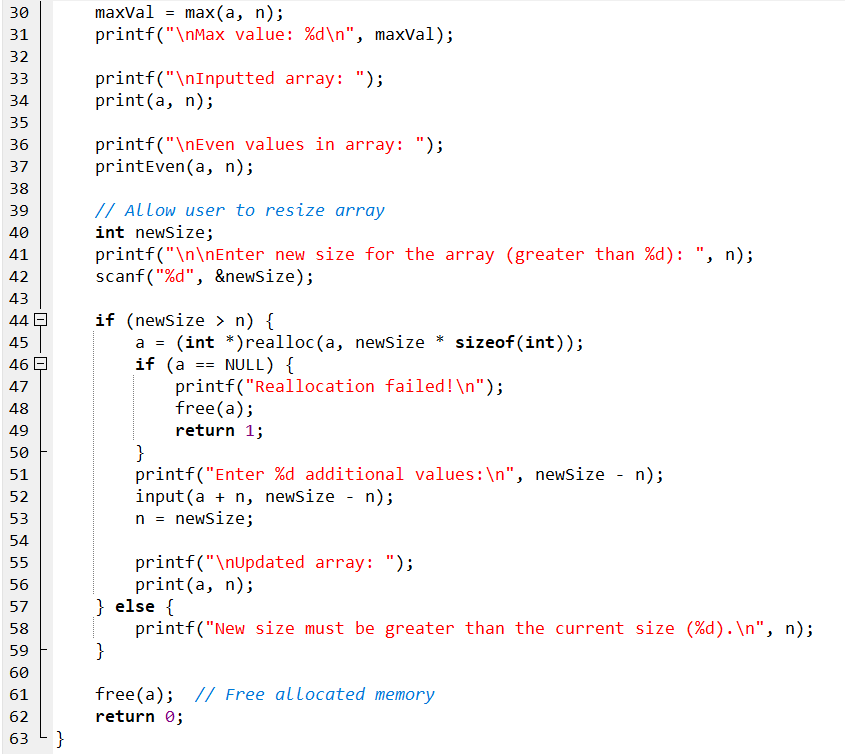 30 maxVal = max(a, n);
31 printf("\nMax value: %d\n", maxVal);
32
33 printf("\nInputted array: ");
34 print(a, n);
35
36 printf("\nEven values in array: ");
37 printEven(a, n);
38
39 // Allow user to resize array
40 int newSize;
41 printf("\n\nEnter new size for the array (greater than %d): ", n);
42 scanf("%d", &newSize);
43
44 if (newSize > n) {
45 a = (int *)realloc(a, newSize * sizeof(int));
46 if (a == NULL) {
47 printf("Reallocation failed!\n");
48 free(a);
49 return 1;
50 }
51 printf("Enter %d additional values:\n", newSize - n);
52 input(a + n, newSize - n);
53 n = newSize;
54
55 printf("\nUpdated array: ");
56 print(a, n);
57 } else {
58 printf("New size must be greater than the current size (%d).\n", n);
59 }
60
61 free(a);  // Free allocated memory
62 return 0;
63 }